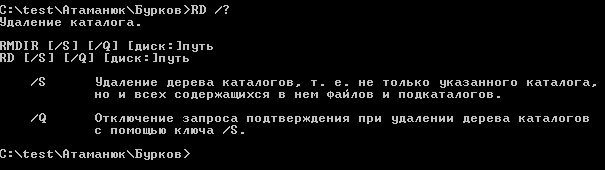 C:\test\Атаманюк\Бурков>RD /?
Удаление каталога.
RMDIR [/S] [/Q] [диск:]путь
RD [/S] [/Q] [диск:]путь
/S Удаление дерева каталогов, т. е. не только указанного каталога,
но и всех содержащихся в нем файлов и подкаталогов.
/Q Отключение запроса подтверждения при удалении дерева каталогов
с помощью ключа /S.
C:\test\Атаманюк\Бурков>